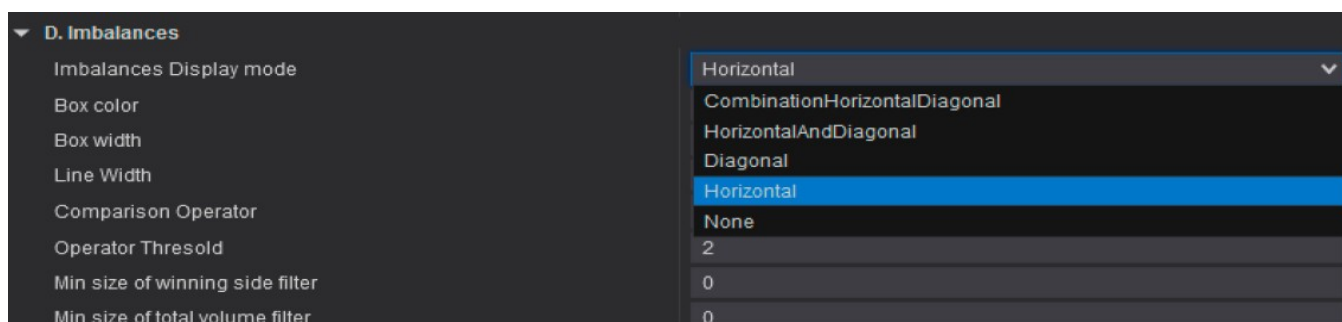 D. Imbalances
Imbalances Display mode
Horizontal
Box color
CombinationHorizontalDiagonal
Box width
HorizontalAndDiagonal
Line Width
Diagonal
Horizontal
Comparison Operator
None
Operator Thresold
2
Min size of winning side filter
0
Min size of total volume filter
0